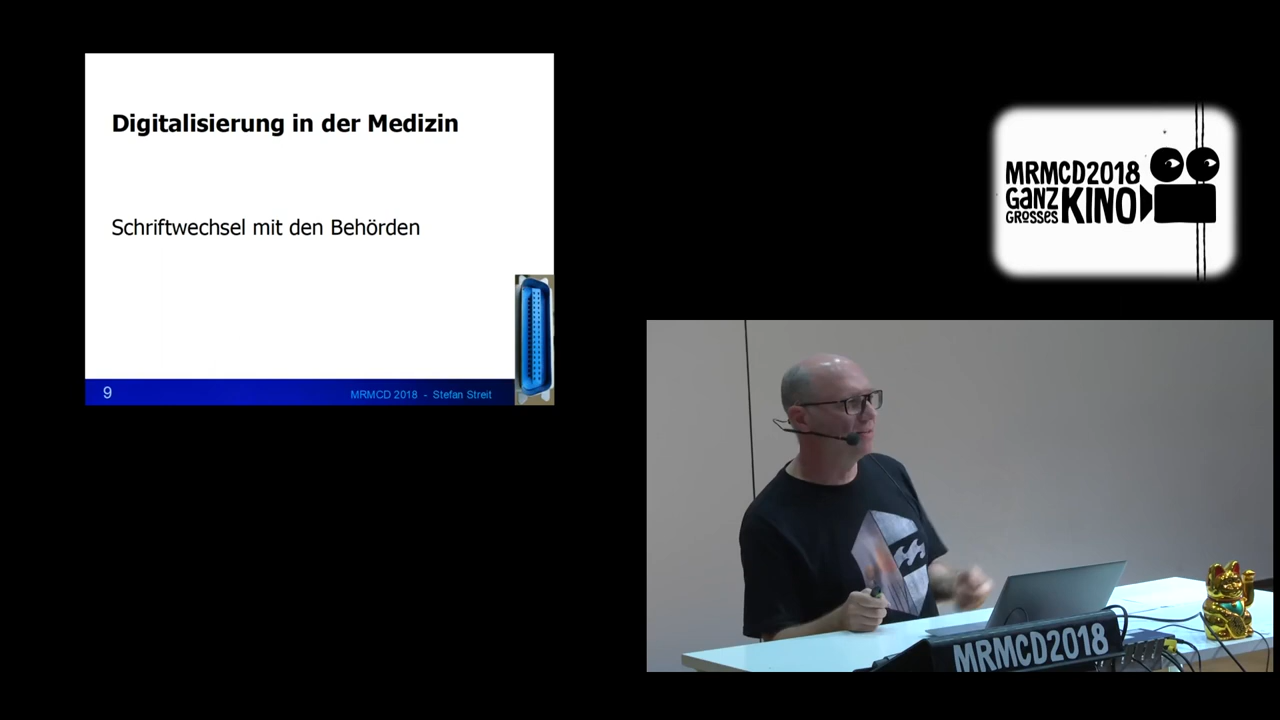 Digitalisierung in der Medizin
Schriftwechsel mit den Behörden
9
MRMCD 2018 - Stefan Streit
MRMCD2018
GANZ
GROSSES
KINO
MRMCD2018